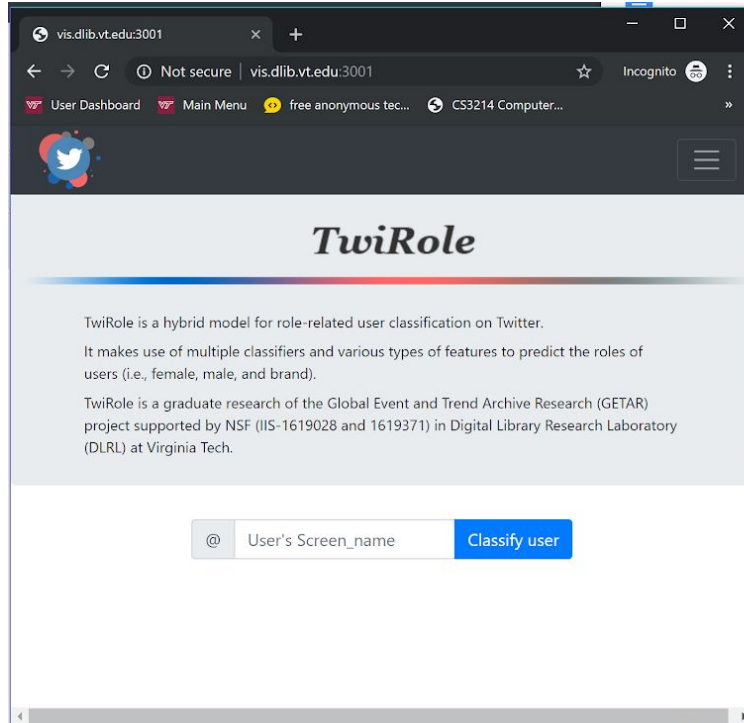 vis.dlib.vt.edu:3001
Not secure | vis.dlib.vt.edu:3001
Incognito
User Dashboard
Main Menu
free anonymous tec...
CS3214 Computer...
»
TwiRole
TwiRole is a hybrid model for role-related user classification on Twitter.
It makes use of multiple classifiers and various types of features to predict the roles of
users (i.e., female, male, and brand).
TwiRole is a graduate research of the Global Event and Trend Archive Research (GETAR)
project supported by NSF (IIS-1619028 and 1619371) in Digital Library Research Laboratory
(DLRL) at Virginia Tech.
@ User's Screen_name Classify user